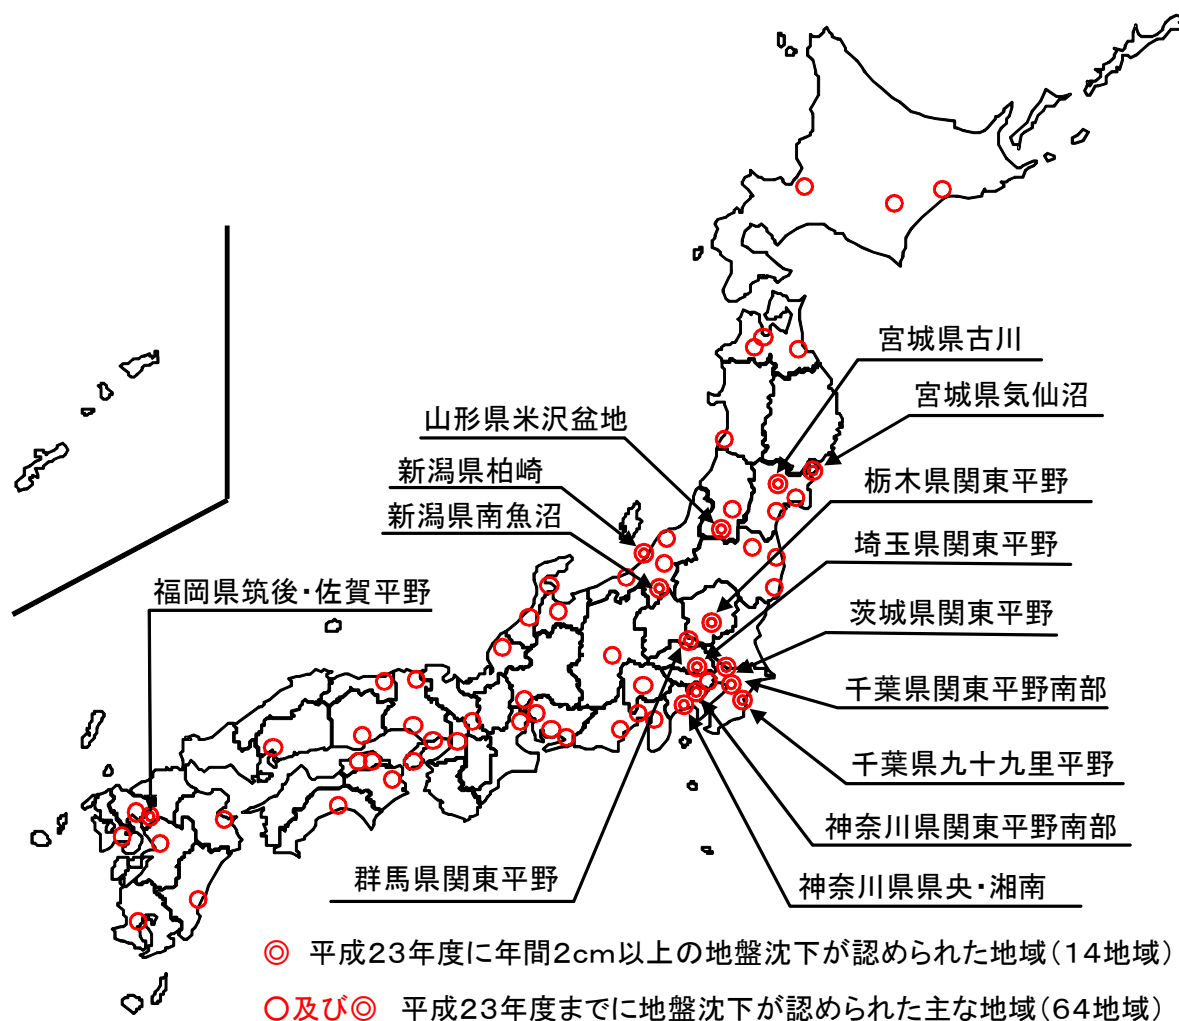 宮城県古川
宮城県気仙沼
山形県米沢盆地
新潟県柏崎
栃木県関東平野
新潟県南魚沼
埼玉県関東平野
福岡県筑後・佐賀平野
茨城県関東平野
千葉県関東平野南部
千葉県九十九里平野
神奈川県関東平野南部
群馬県関東平野
神奈川県県央・湘南
◎ 平成23年度に年間2cm以上の地盤沈下が認められた地域(14地域)
○及び◎ 平成23年度までに地盤沈下が認められた主な地域(64地域)